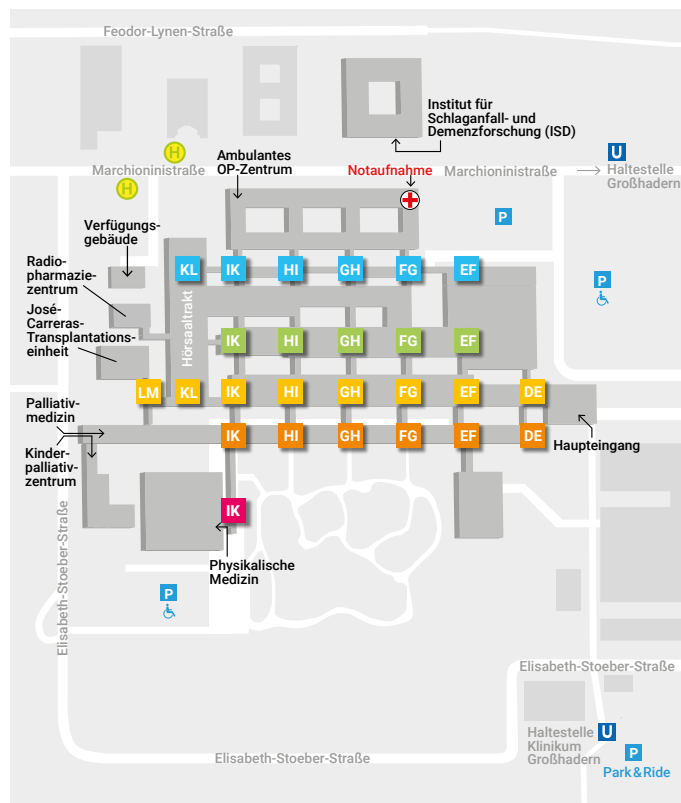 Feodor-Lynen-Straße
Institut für
Schlaganfall- und
Demenzforschung (ISD)
H
U
Ambulantes
OP-Zentrum
Notaufnahme
Marchioninistraße
Marchioninistraße
Haltestelle
Großhadern
H
P
Verfügungs-
gebäude
Radio-
pharmazie-
zentrum
KL
IK
HI
GH
FG
EF
P
José-
Carreras-
Transplantations-
einheit
Hörsaaltrakt
IK
HI
GH
FG
EF
LM
KL
IK
HI
GH
FG
EF
DE
Palliativ-
medizin
IK
HI
GH
FG
EF
DE
Haupteingang
Kinder-
palliativ-
zentrum
IK
Elisabeth-Stoeber-Straße
Physikalische
Medizin
P
Elisabeth-Stoeber-Straße
Haltestelle
Klinikum
Großhadern
U
P
Park & Ride
Elisabeth-Stoeber-Straße